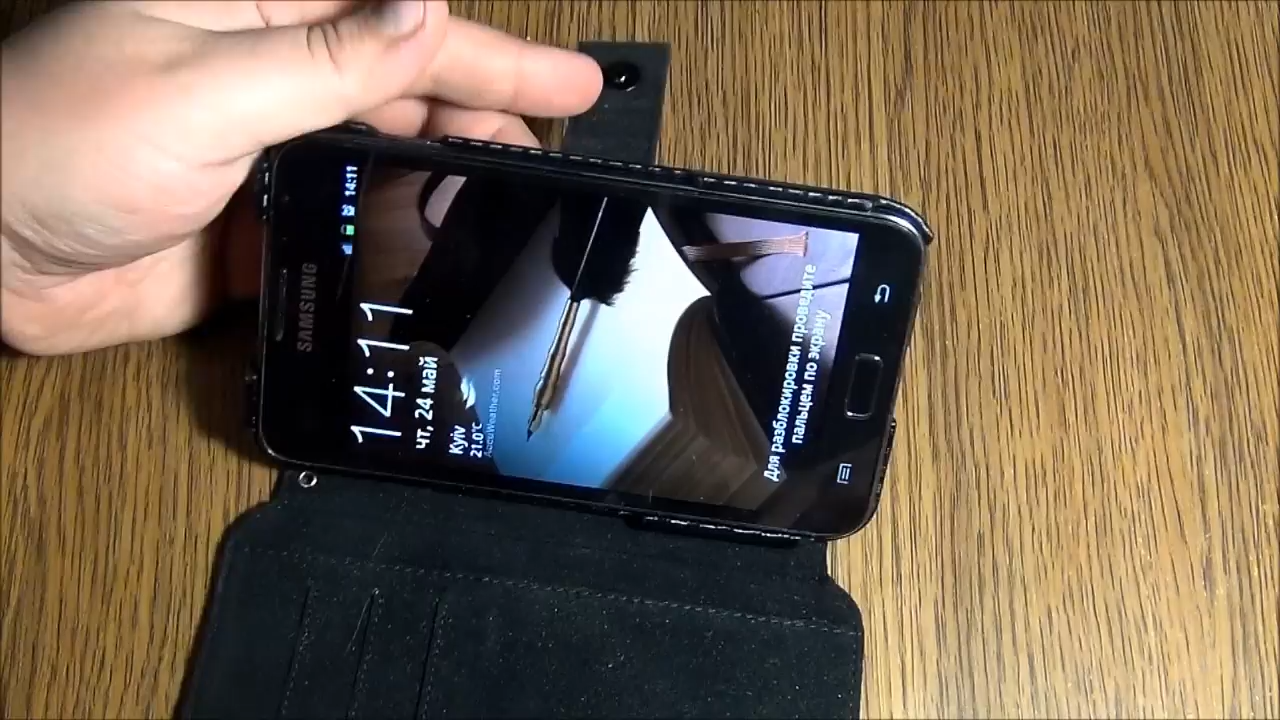 14:11
SAMSUNG
14:11
чт, 24 май
Kyiv
21.0°C
AccuWeather.com
Для разблокировки проведите
пальцем по экрану